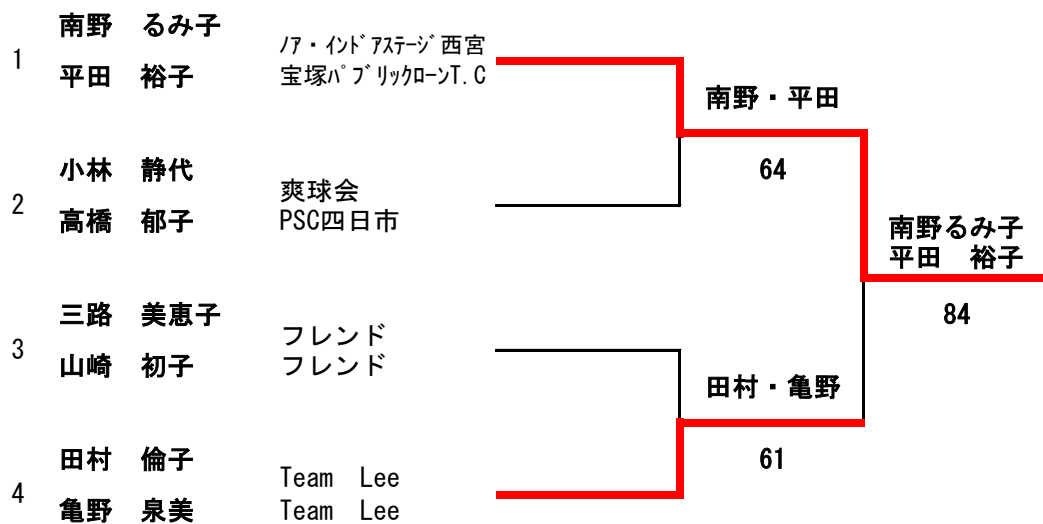 1
南野　るみ子
平田　裕子
ﾉｱ・ｲﾝﾄﾞｱｽﾃｰｼﾞ西宮
宝塚ﾊﾟﾌﾞﾘｯｸﾛｰﾝT.C
2
小林　静代
高橋　郁子
爽球会
PSC四日市
3
三路　美恵子
山崎　初子
フレンド
フレンド
4
田村　倫子
亀野　泉美
Team　Lee
Team　Lee
南野・平田
64
田村・亀野
61
南野るみ子
平田　裕子
84